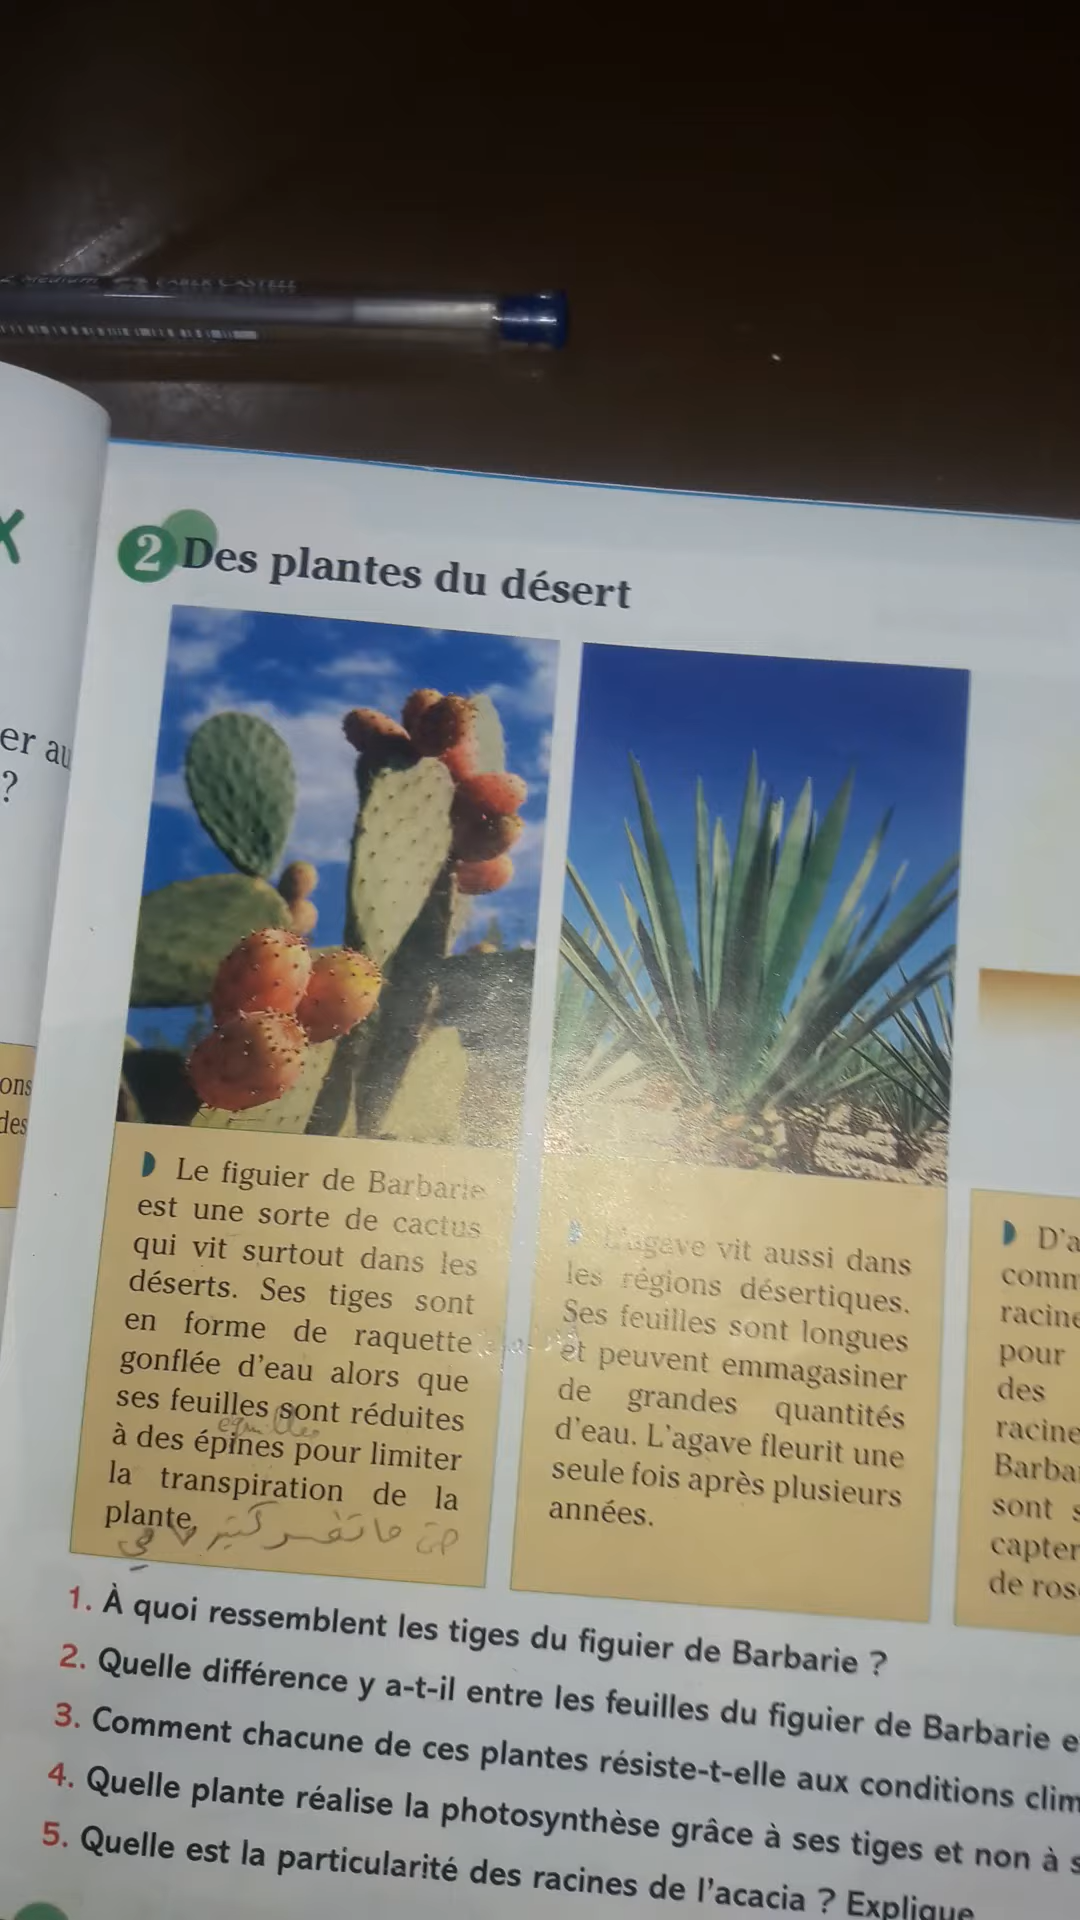 Medium FABER CASTELL
er au
?
ons
des
2 Des plantes du désert
Le figuier de Barbarie
est une sorte de cactus
qui vit surtout dans les
déserts. Ses tiges sont
en forme de raquette
gonflée d'eau alors que
ses feuilles sont réduites
à des épines pour limiter
la transpiration de la
plante.
L'agave vit aussi dans
les régions désertiques.
Ses feuilles sont longues
et peuvent emmagasiner
de grandes quantités
d'eau. L'agave fleurit une
seule fois après plusieurs
années.
D'a
comm
racine
pour
des
racine
Barba
sont s
capter
de ros
1. À quoi ressemblent les tiges du figuier de Barbarie ?
2. Quelle différence y a-t-il entre les feuilles du figuier de Barbarie e
3. Comment chacune de ces plantes résiste-t-elle aux conditions clim
4. Quelle plante réalise la photosynthèse grâce à ses tiges et non à s
5. Quelle est la particularité des racines de l'acacia ? Explique